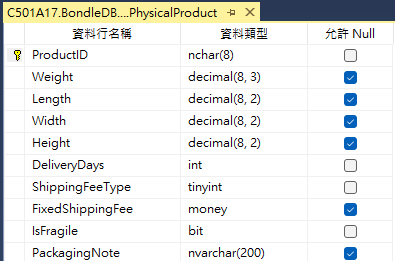 C501A17.BondleDB....PhysicalProduct
資料行名稱 資料類型 允許 Null
ProductID nchar(8)
Weight decimal(8, 3)
Length decimal(8, 2)
Width decimal(8, 2)
Height decimal(8, 2)
DeliveryDays int
ShippingFeeType tinyint
FixedShippingFee money
IsFragile bit
PackagingNote nvarchar(200)